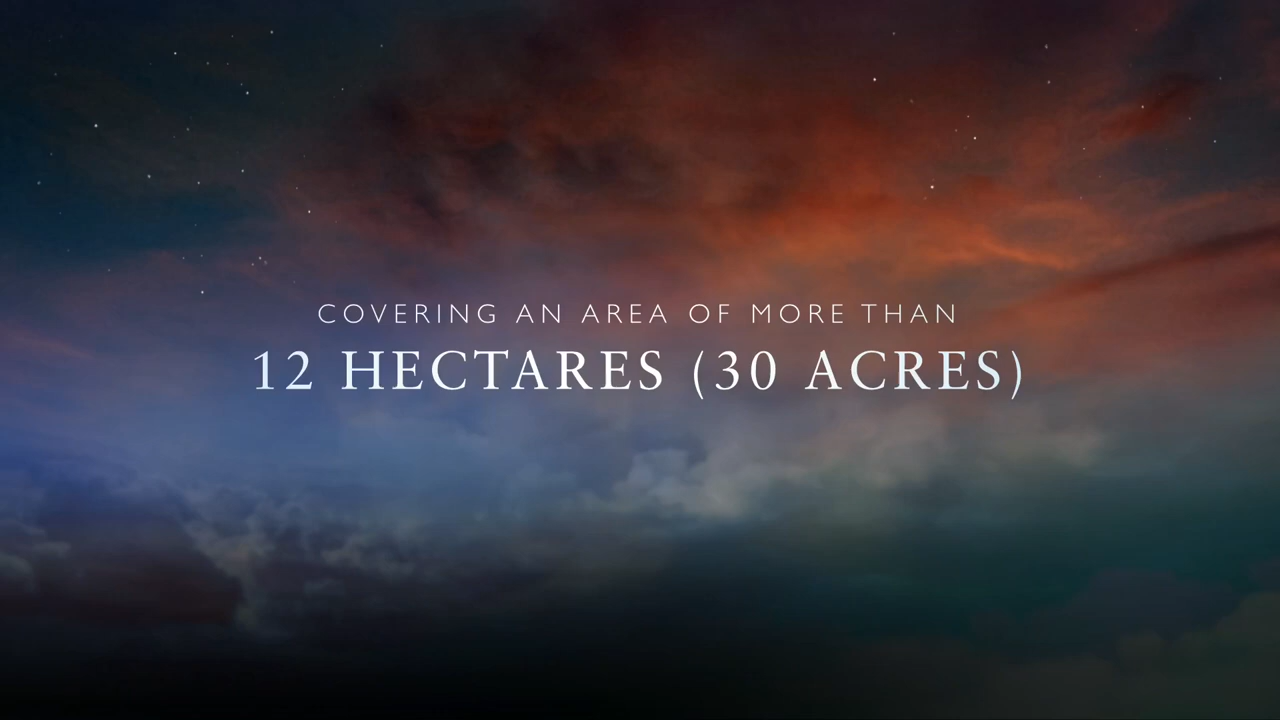 COVERING AN AREA OF MORE THAN
12 HECTARES (30 ACRES)